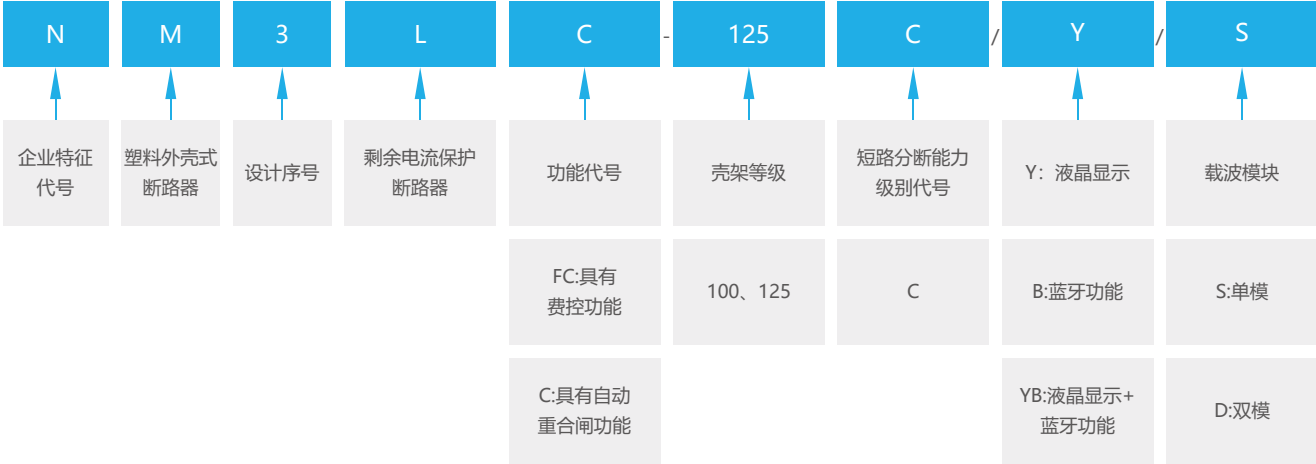 N M 3 L C - 125 C / Y / S
企业特征
代号
塑料外壳式
断路器
设计序号
剩余电流保护
断路器
功能代号
壳架等级
短路分断能力
级别代号
Y：液晶显示
载波模块
FC:具有
费控功能
100、125
C
B:蓝牙功能
S:单模
C:具有自动
重合闸功能
YB:液晶显示+
蓝牙功能
D:双模